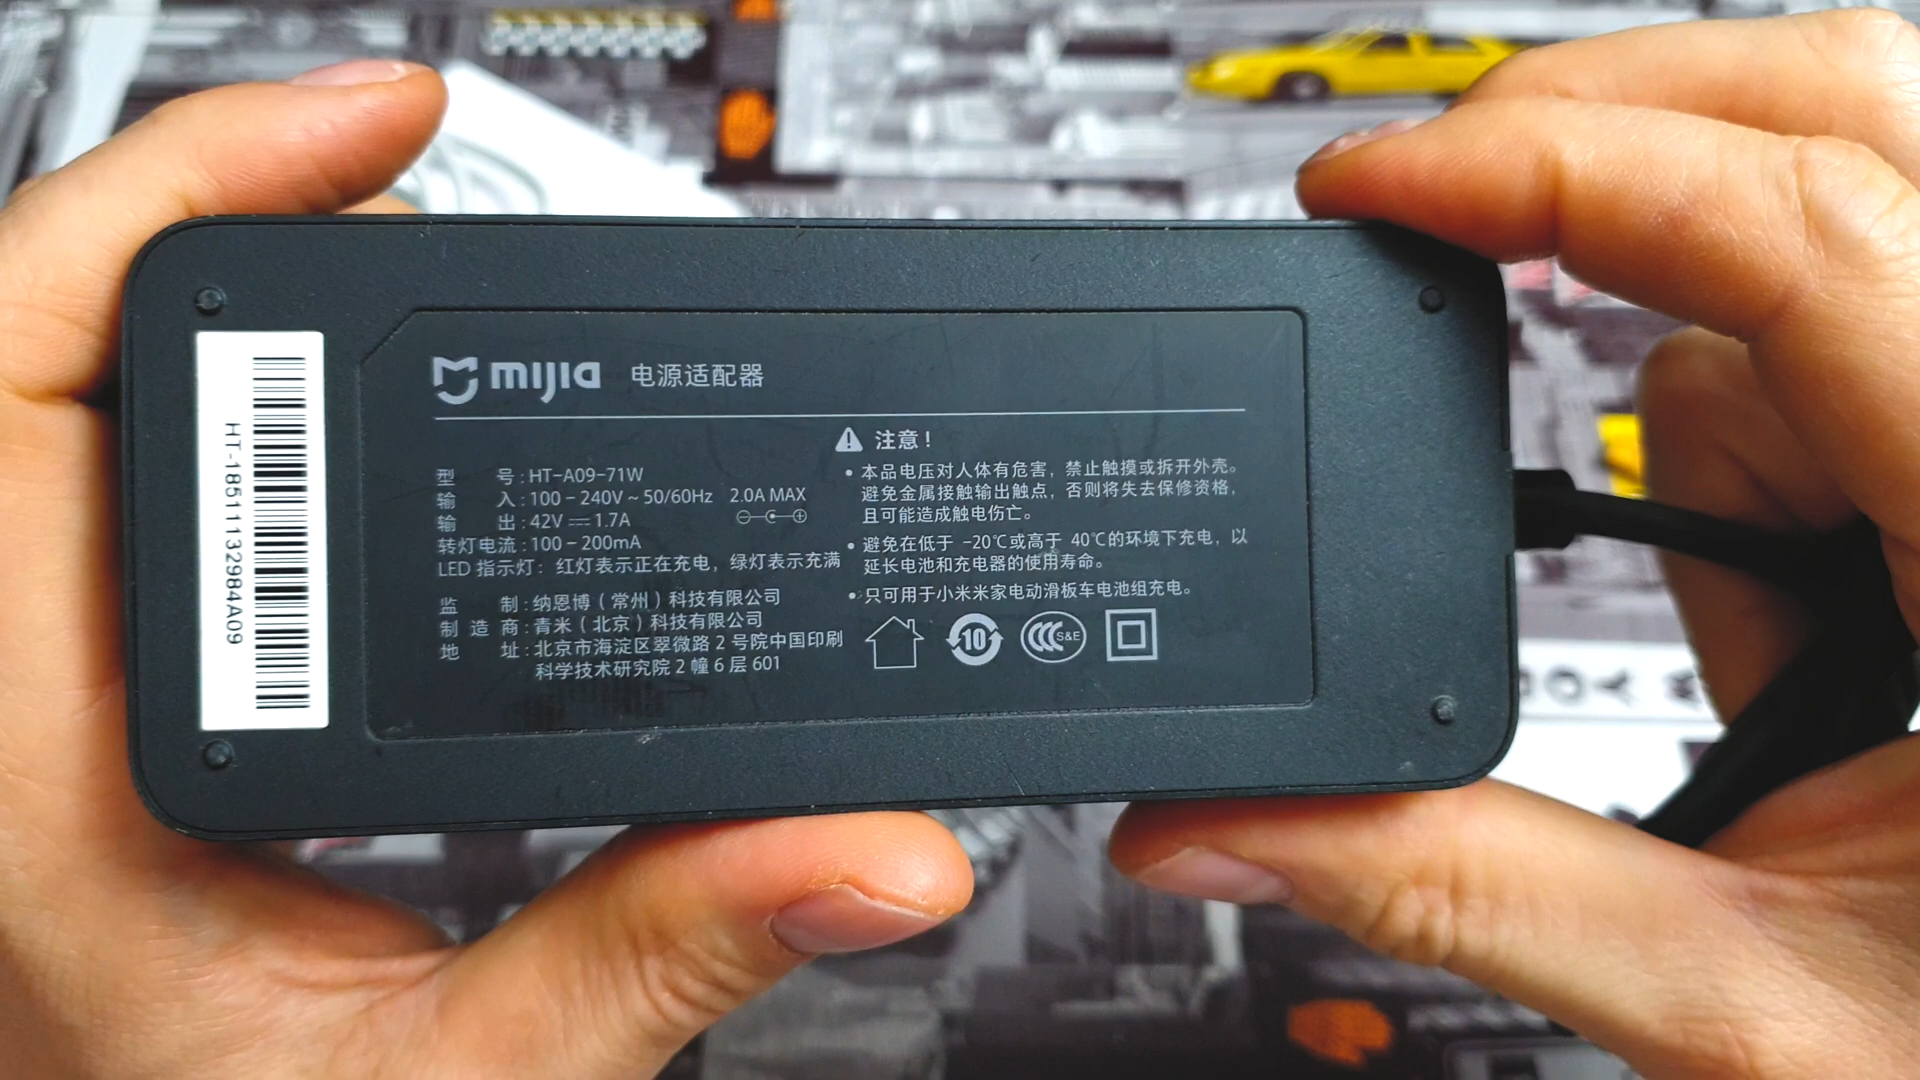 mijia 电源适配器
型 号 : HT-A09-71W
输 入 : 100 - 240V ~ 50/60Hz 2.0A MAX
输 出 : 42V ⎓ 1.7A
转灯电流 : 100 - 200mA
LED 指示灯: 红灯表示正在充电, 绿灯表示充满
监 制 : 纳恩博 ( 常州 ) 科技有限公司
制 造 商 : 青米 ( 北京 ) 科技有限公司
地 址 : 北京市海淀区翠微路 2 号院中国印刷
科学技术研究院 2 幢 6 层 601
注意 !
• 本品电压对人体有危害, 禁止触摸或拆开外壳。
避免金属接触输出触点, 否则将失去保修资格,
且可能造成触电伤亡。
• 避免在低于 -20℃或高于 40℃的环境下充电, 以
延长电池和充电器的使用寿命。
• 只可用于小米米家电动滑板车电池组充电。
10
S&E
HT-18511132984A09